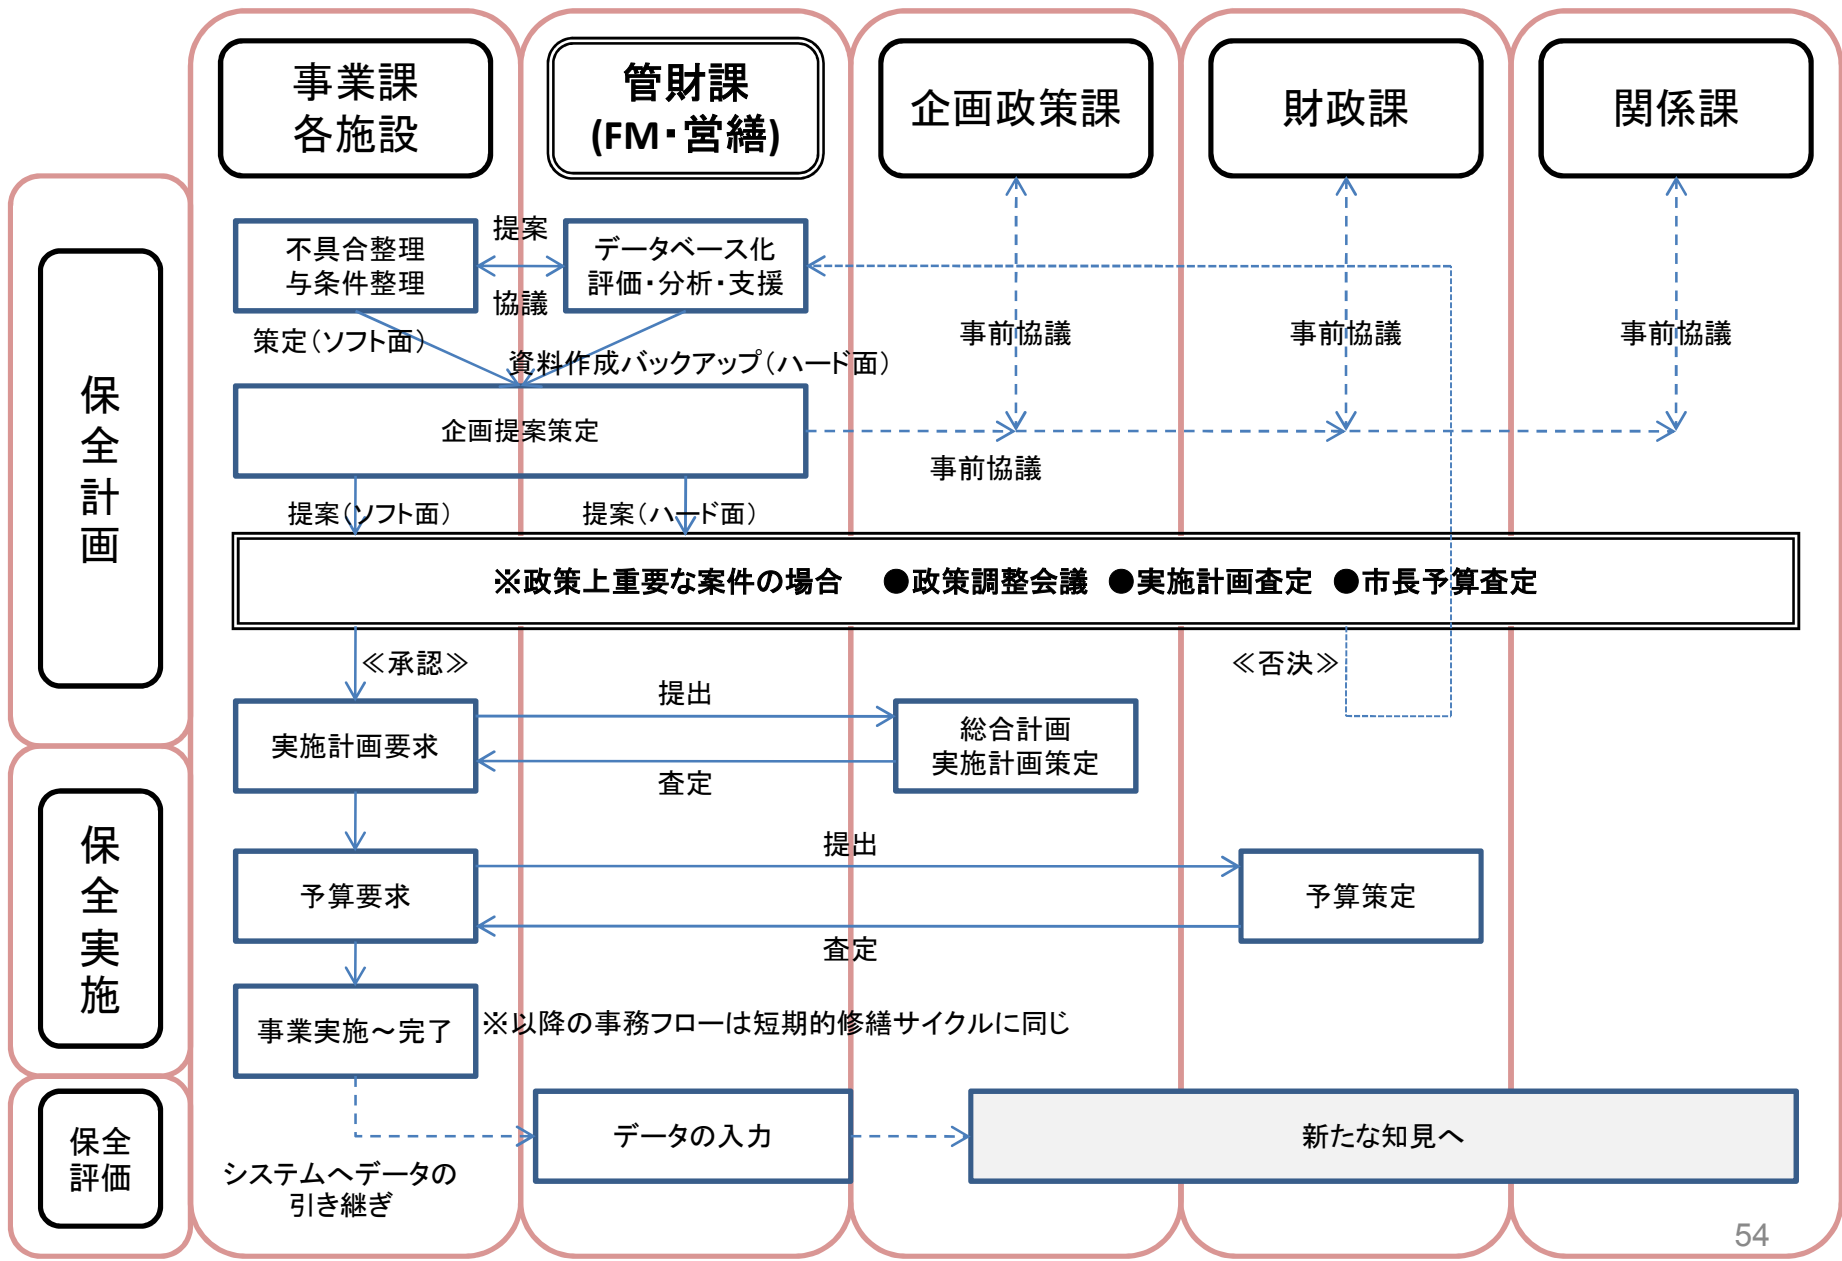 事業課
各施設
管財課
(FM・営繕)
企画政策課
財政課
関係課
保全計画
不具合整理
与条件整理
提案
協議
データベース化
評価・分析・支援
策定（ソフト面）
資料作成バックアップ（ハード面）
事前協議
事前協議
事前協議
企画提案策定
事前協議
提案（ソフト面）
提案（ハード面）
※政策上重要な案件の場合　●政策調整会議　●実施計画査定　●市長予算査定
≪承認≫
≪否決≫
実施計画要求
提出
査定
総合計画
実施計画策定
保全実施
予算要求
提出
査定
予算策定
事業実施～完了
※以降の事務フローは短期的修繕サイクルに同じ
保全
評価
システムへデータの
引き継ぎ
データの入力
新たな知見へ
54